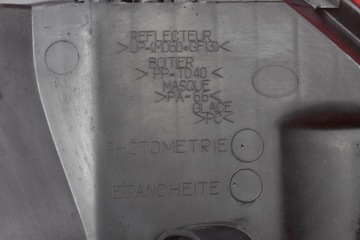 REFLECTEUR
>UP-(MD60+GF13)<
BOITIER
>PP-TD40<
MASQUE
>PA-66<
GLACE
>PC<
PHOTOMETRIE
ETANCHEITE